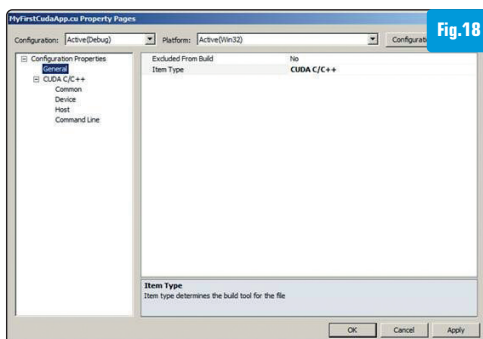 MyFirstCudaApp.cu Property Pages
Fig.18
Configuration: Active(Debug) Platform: Active(Win32)
Configuration Properties
General
CUDA C/C++
Common
Device
Host
Command Line
Excluded From Build No
Item Type CUDA C/C++
Item Type
Item type determines the build tool for the file
OK Cancel Apply